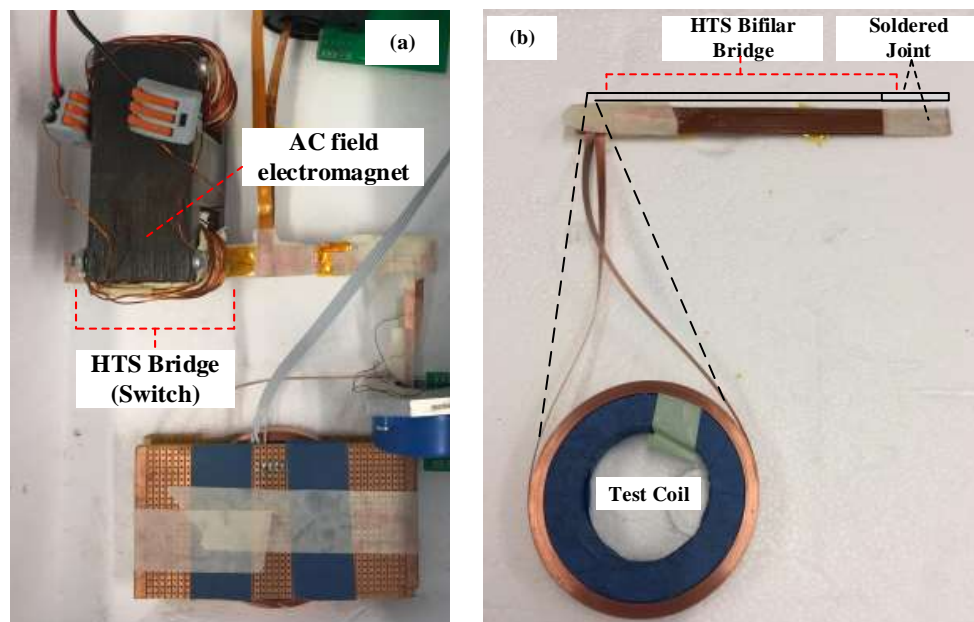 (a)
AC field
electromagnet
HTS Bridge
(Switch)
(b)
HTS Bifilar
Bridge
Soldered
Joint
Test Coil